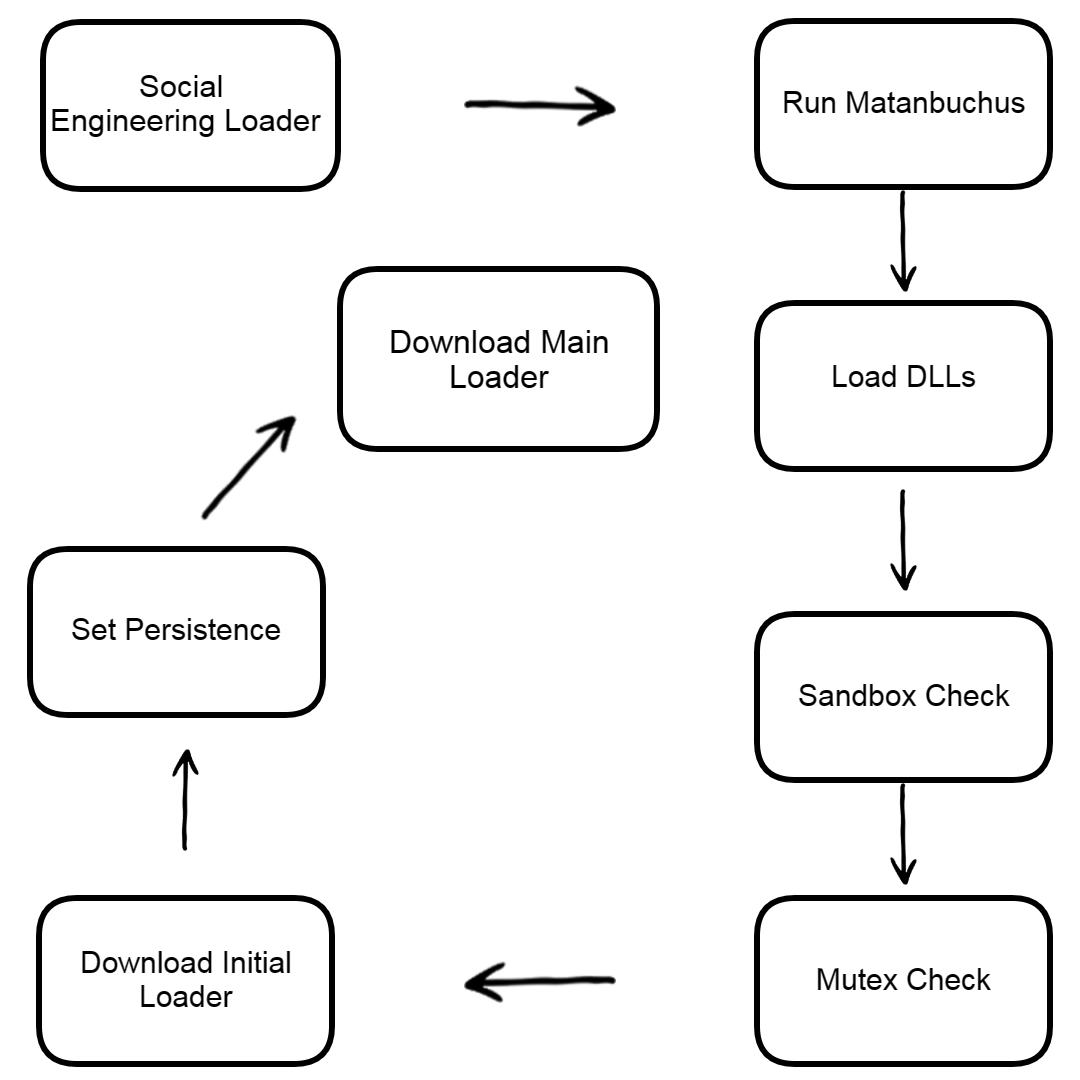 Social
Engineering Loader
Run Matanbuchus
Load DLLs
Sandbox Check
Mutex Check
Download Initial
Loader
Set Persistence
Download Main
Loader